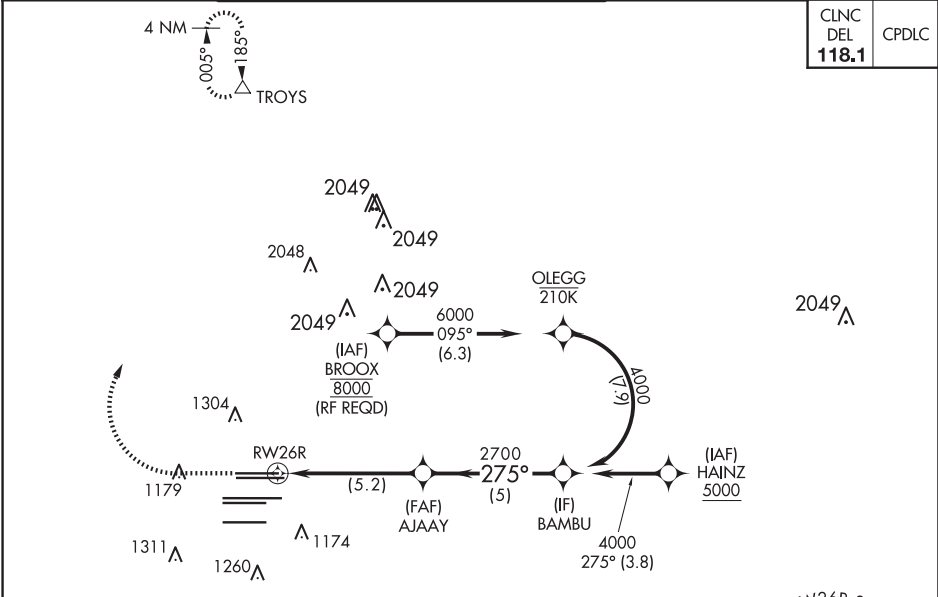 CLNC
DEL
118.1
CPDLC
4 NM
005°
185°
TROYS
2049
2049
2048
2049
2049
OLEGG
210K
2049
6000
095°
(6.3)
(IAF)
BROOX
8000
(RF REQD)
4000
(7.9)
1304
RW26R
2700
275°
(5)
(IAF)
HAINZ
5000
(5.2)
1179
(FAF)
AJAAY
(IF)
BAMBU
1174
4000
275° (3.8)
1311
1260